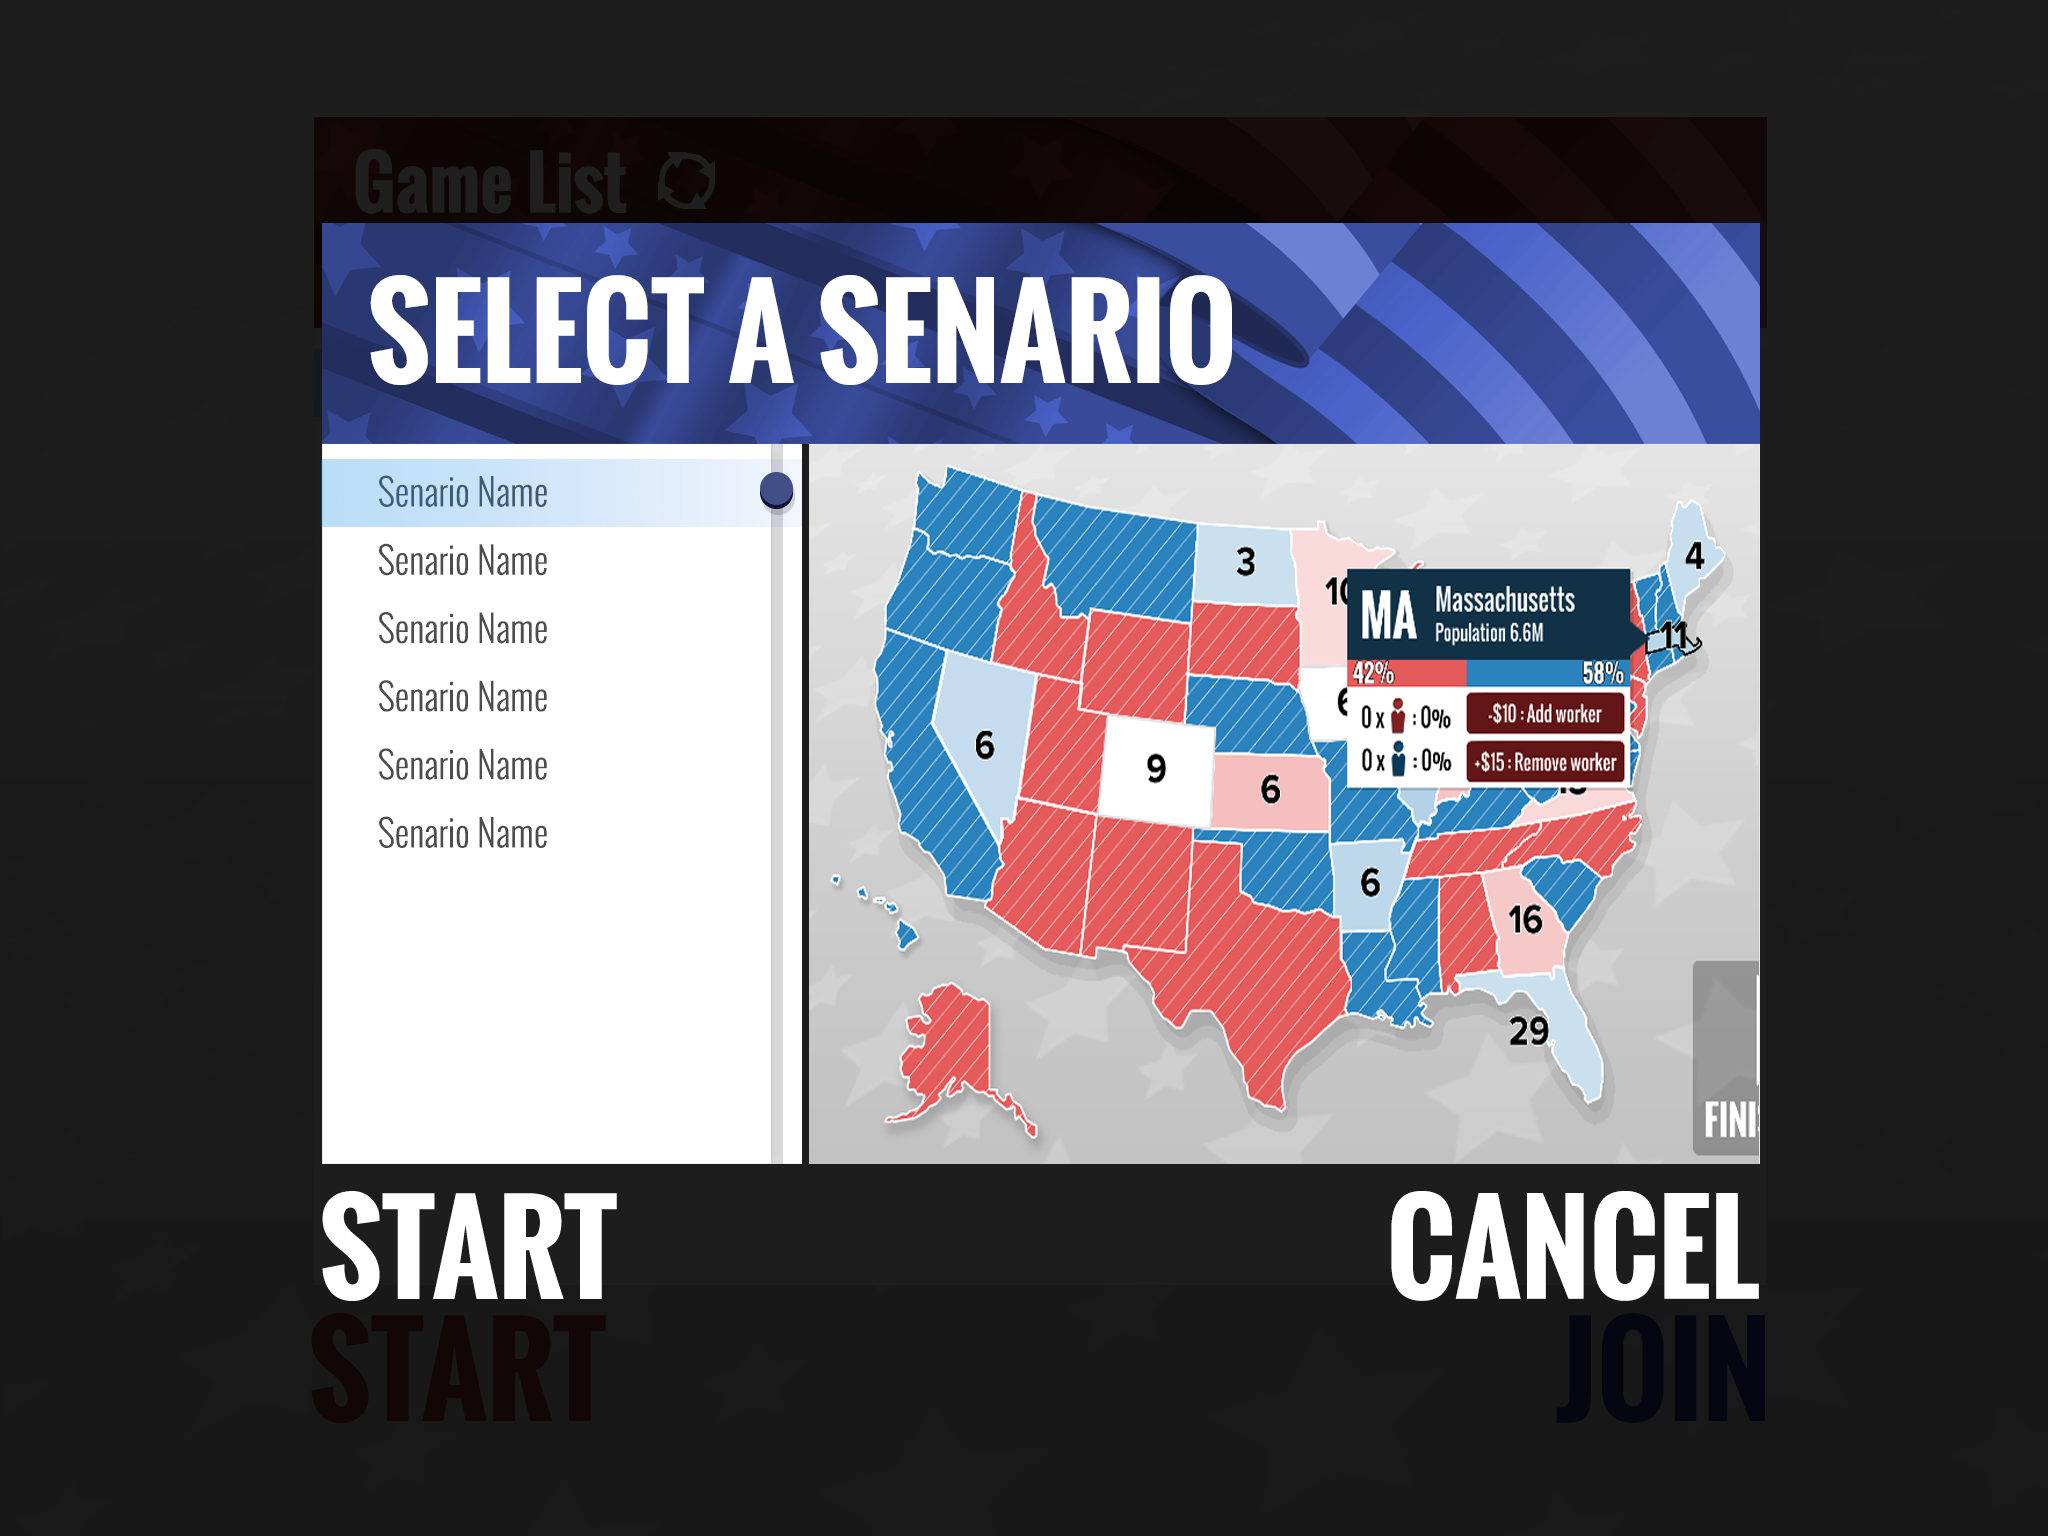 Game List
SELECT A SENARIO
Senario Name
Senario Name
Senario Name
Senario Name
Senario Name
Senario Name
3
10
4
MA
Massachusetts
Population 6.6M
11
42%
58%
0 x : 0%
-$10 : Add worker
0 x : 0%
+$15 : Remove worker
6
6
9
6
6
16
29
START
CANCEL
START
JOIN